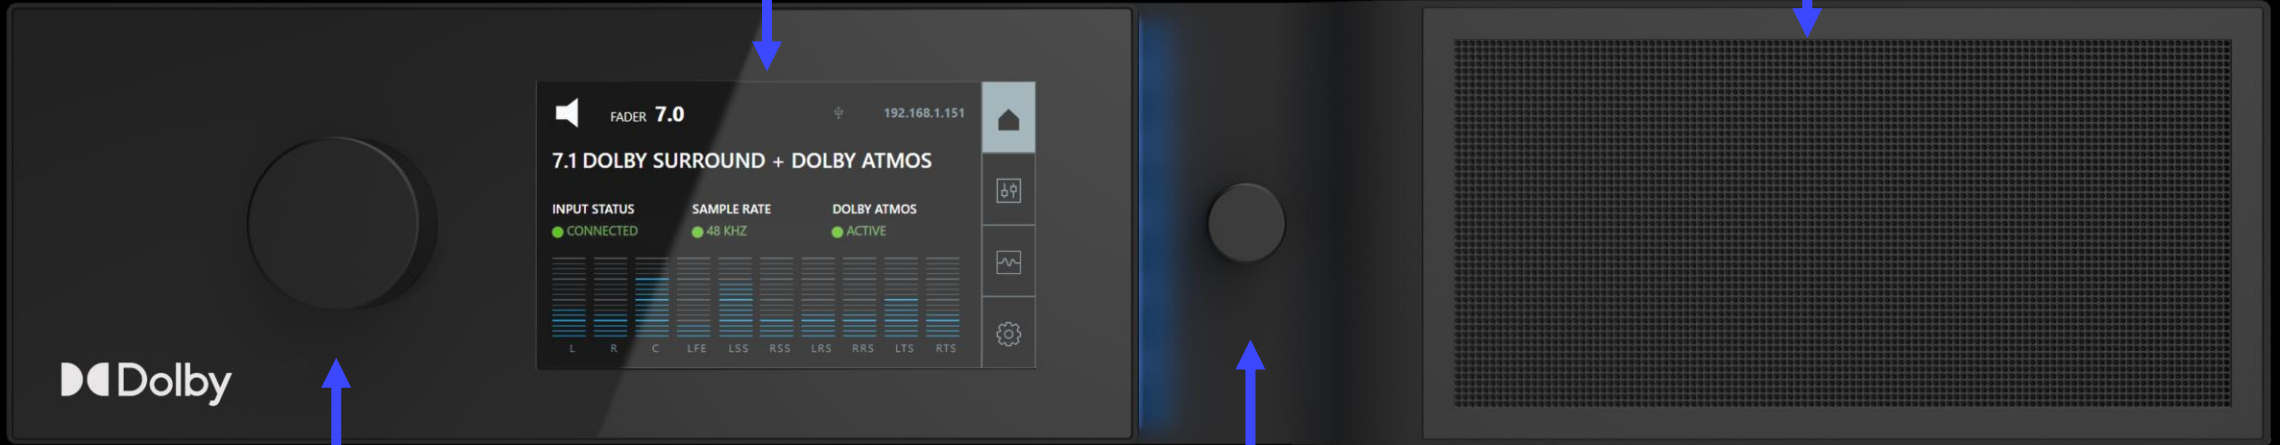 FADER 7.0 192.168.1.151
7.1 DOLBY SURROUND + DOLBY ATMOS
INPUT STATUS SAMPLE RATE DOLBY ATMOS
CONNECTED 48 KHZ ACTIVE
L R C LFE LSS RSS LRS RRS LTS RTS
Dolby